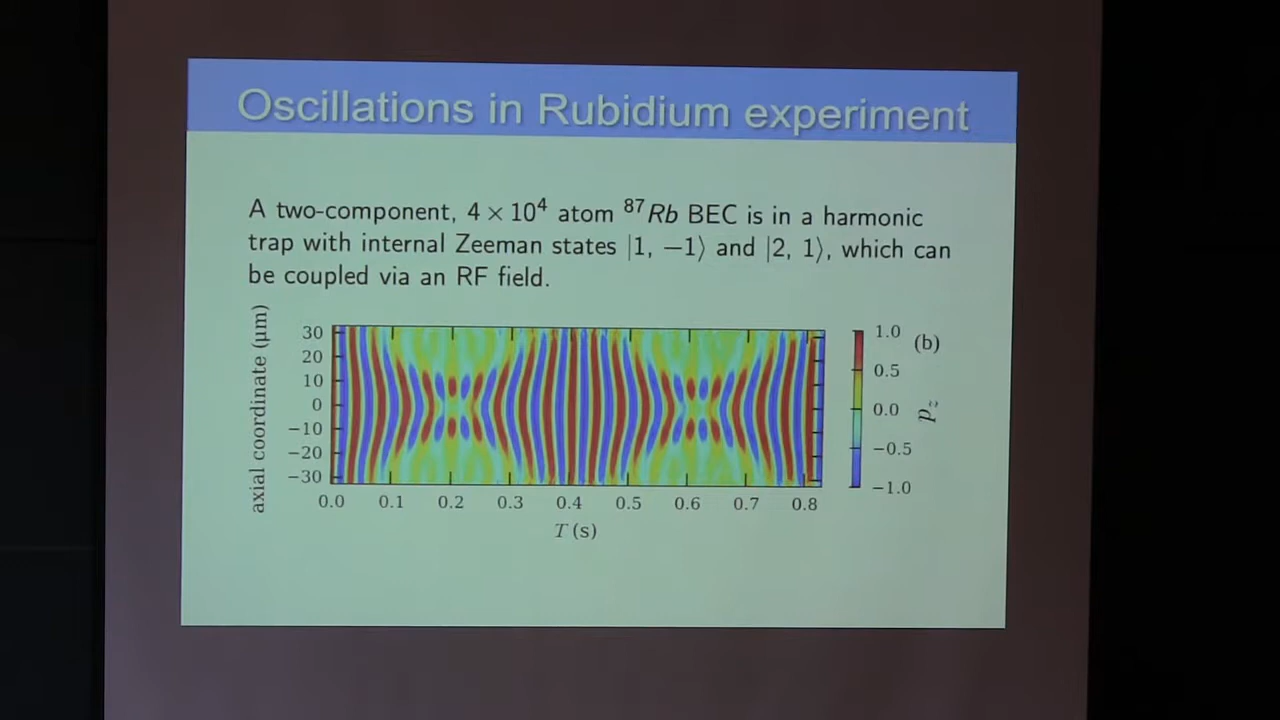 Oscillations in Rubidium experiment
A two-component, 4 × 10⁴ atom ⁸⁷Rb BEC is in a harmonic
trap with internal Zeeman states |1, −1⟩ and |2, 1⟩, which can
be coupled via an RF field.
axial coordinate (μm)
30
20
10
0
−10
−20
−30
0.0 0.1 0.2 0.3 0.4 0.5 0.6 0.7 0.8
T (s)
1.0
0.5
0.0
−0.5
−1.0
p_z
(b)